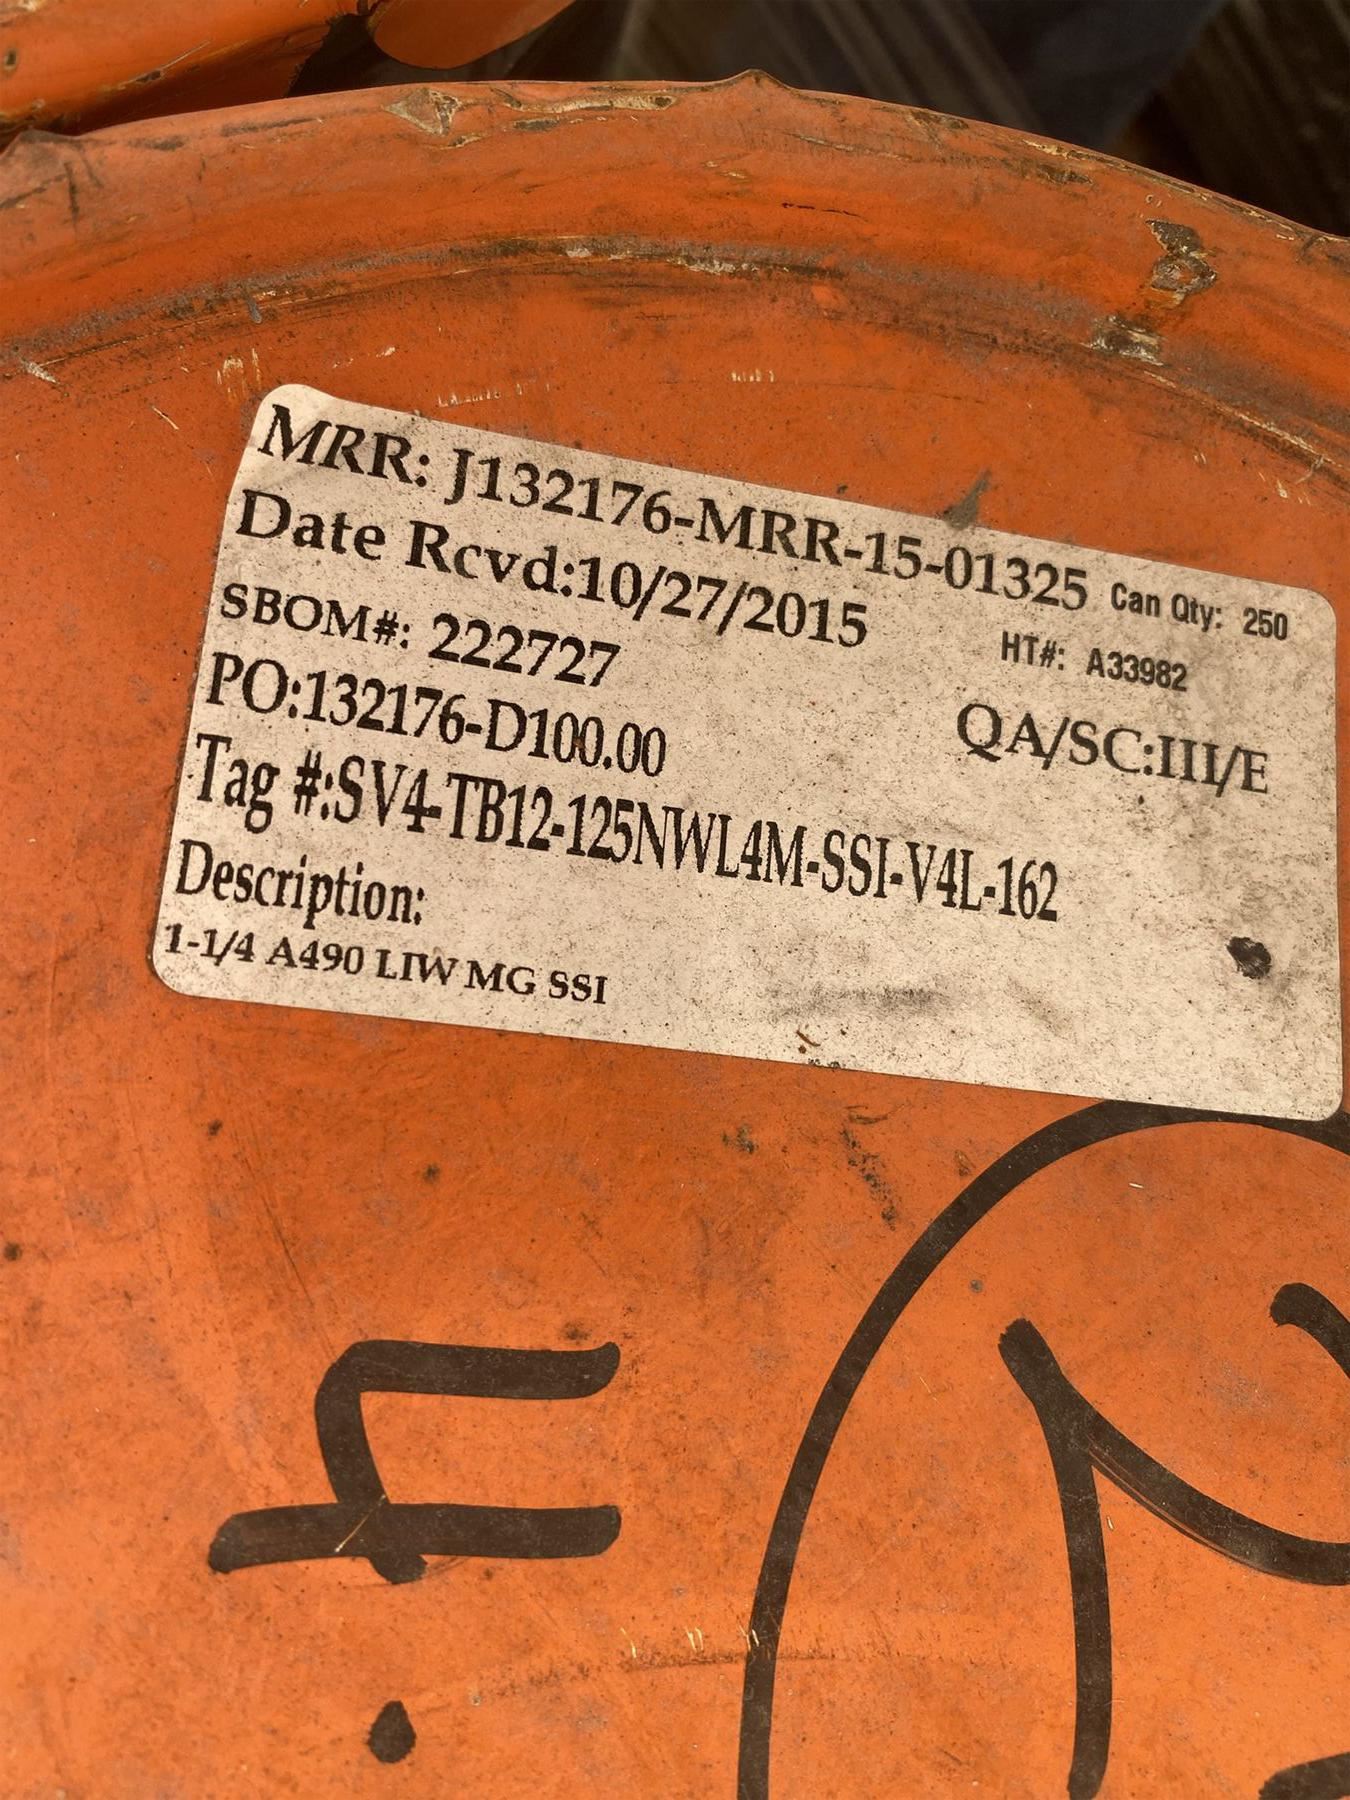 MRR: J132176-MRR-15-01325 Can Qty: 250
Date Rcvd:10/27/2015 HT#: A33982
SBOM#: 222727
PO:132176-D100.00 QA/SC:III/E
Tag #:SV4-TB12-125NWL4M-SSI-V4L-162
Description:
1-1/4 A490 LIW MG SSI
4